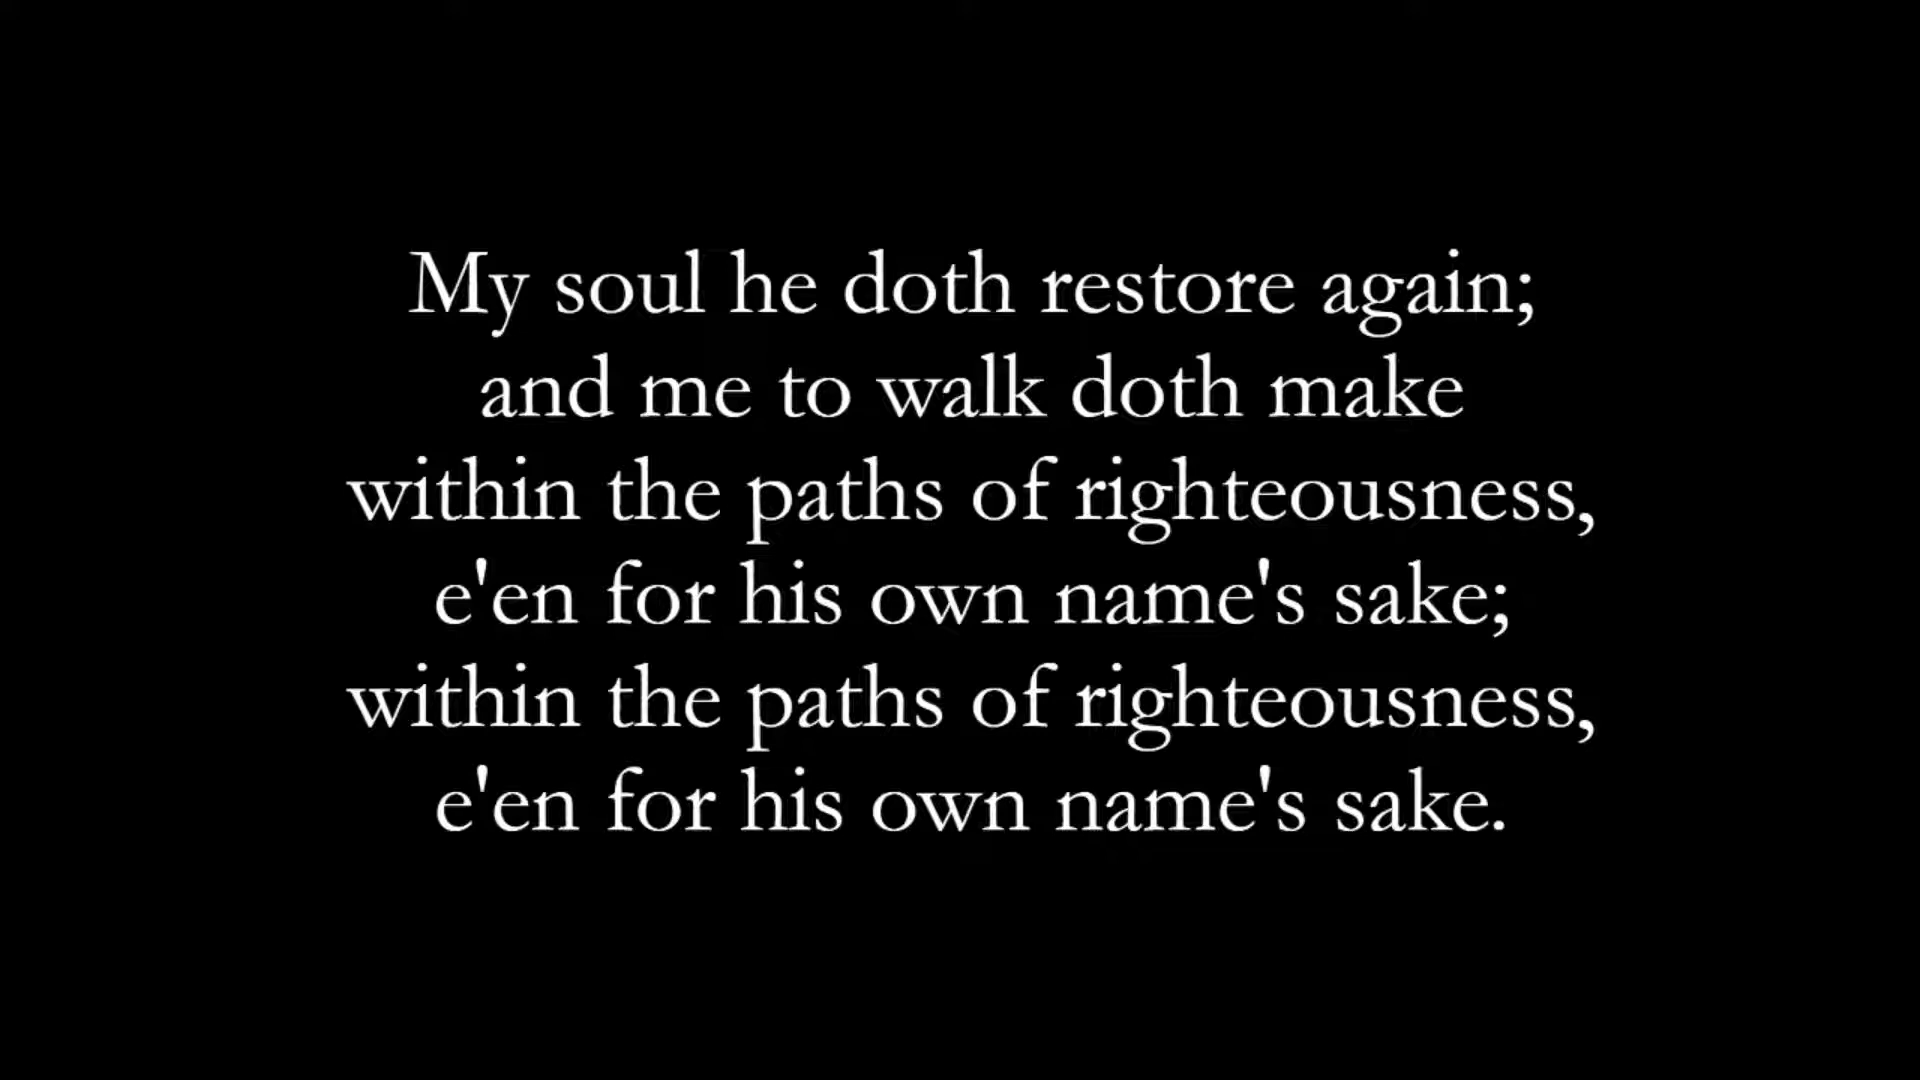 My soul he doth restore again;
and me to walk doth make
within the paths of righteousness,
e'en for his own name's sake;
within the paths of righteousness,
e'en for his own name's sake.